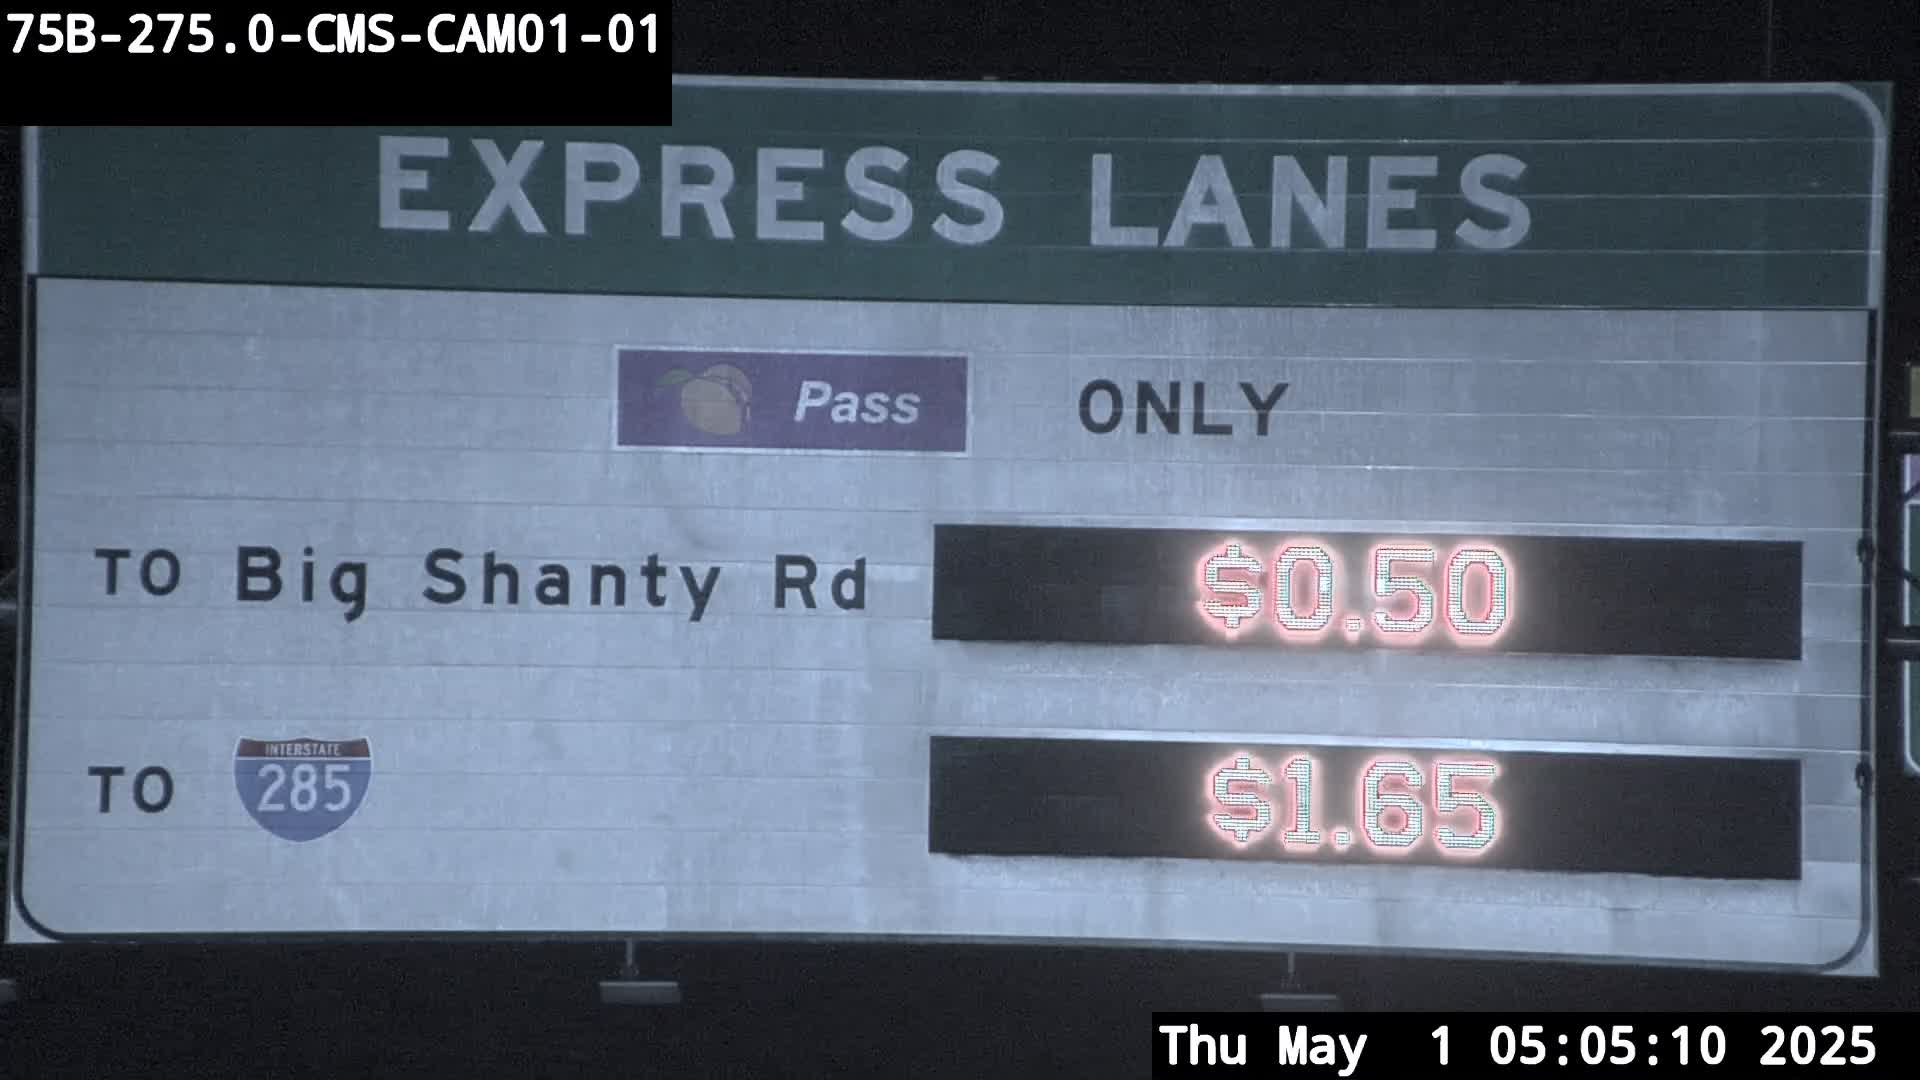 75B-275.0-CMS-CAM01-01
EXPRESS LANES
Pass ONLY
TO Big Shanty Rd $0.50
TO INTERSTATE 285 $1.65
Thu May 1 05:05:10 2025